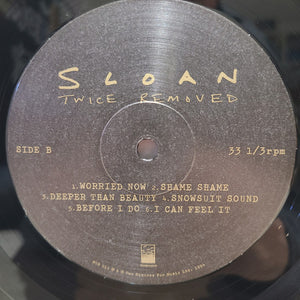 SLOAN
TWICE REMOVED
SIDE B 33 1/3rpm
1.WORRIED NOW 2.SHAME SHAME
3.DEEPER THAN BEAUTY 4.SNOWSUIT SOUND
5.BEFORE I DO 6.I CAN FEEL IT